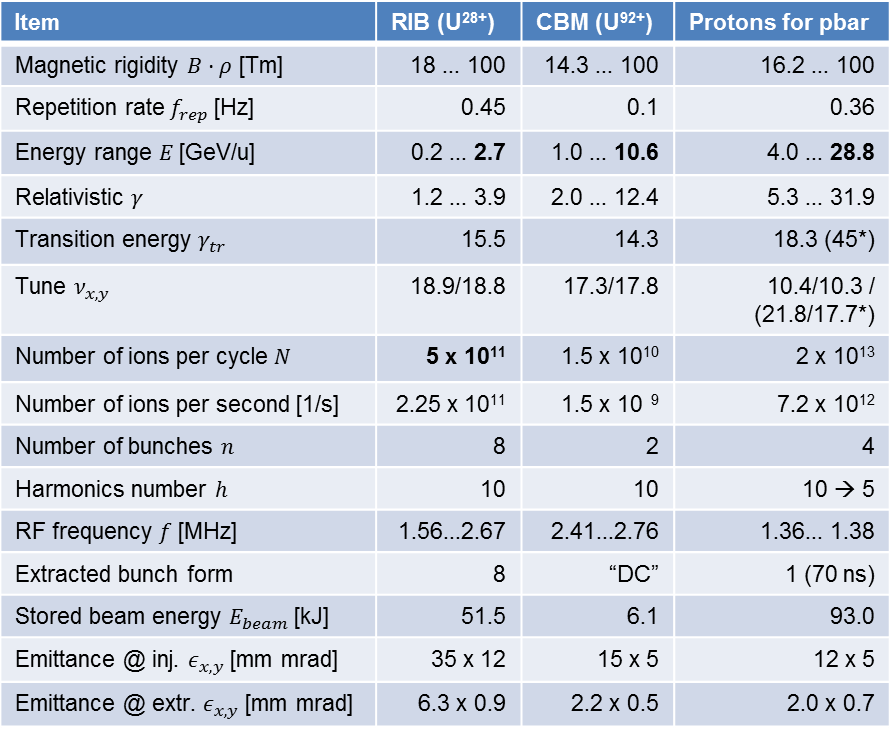 Item RIB (U²⁸⁺) CBM (U⁹²⁺) Protons for pbar
Magnetic rigidity B · ρ [Tm] 18 ... 100 14.3 ... 100 16.2 ... 100
Repetition rate f_rep [Hz] 0.45 0.1 0.36
Energy range E [GeV/u] 0.2 ... 2.7 1.0 ... 10.6 4.0 ... 28.8
Relativistic γ 1.2 ... 3.9 2.0 ... 12.4 5.3 ... 31.9
Transition energy γ_tr 15.5 14.3 18.3 (45*)
Tune ν_x,y 18.9/18.8 17.3/17.8 10.4/10.3 /
(21.8/17.7*)
Number of ions per cycle N 5 x 10¹¹ 1.5 x 10¹⁰ 2 x 10¹³
Number of ions per second [1/s] 2.25 x 10¹¹ 1.5 x 10 ⁹ 7.2 x 10¹²
Number of bunches n 8 2 4
Harmonics number h 10 10 10 → 5
RF frequency f [MHz] 1.56...2.67 2.41...2.76 1.36... 1.38
Extracted bunch form 8 “DC” 1 (70 ns)
Stored beam energy E_beam [kJ] 51.5 6.1 93.0
Emittance @ inj. ϵ_x,y [mm mrad] 35 x 12 15 x 5 12 x 5
Emittance @ extr. ϵ_x,y [mm mrad] 6.3 x 0.9 2.2 x 0.5 2.0 x 0.7